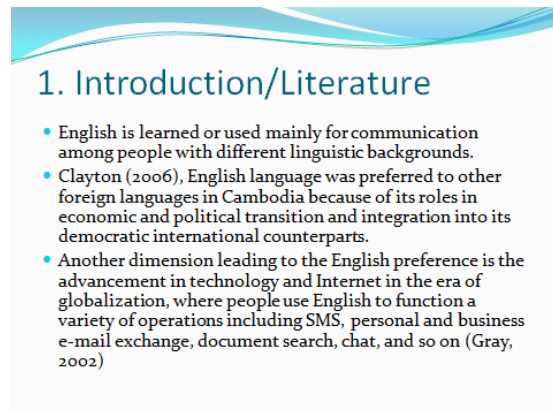 1. Introduction/Literature
English is learned or used mainly for communication
among people with different linguistic backgrounds.
Clayton (2006), English language was preferred to other
foreign languages in Cambodia because of its roles in
economic and political transition and integration into its
democratic international counterparts.
Another dimension leading to the English preference is the
advancement in technology and Internet in the era of
globalization, where people use English to function a
variety of operations including SMS, personal and business
e-mail exchange, document search, chat, and so on (Gray,
2002)